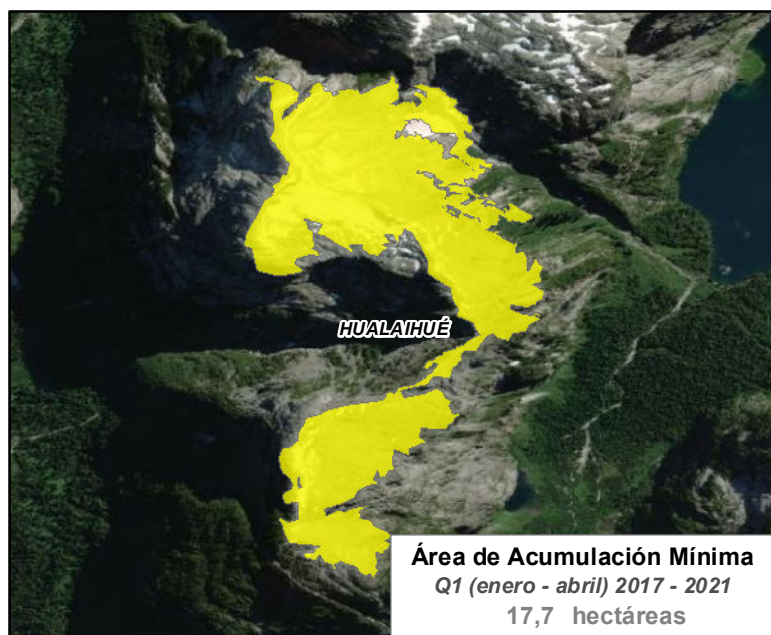 HUALAIHUÉ
Área de Acumulación Mínima
Q1 (enero - abril) 2017 - 2021
17,7 hectáreas